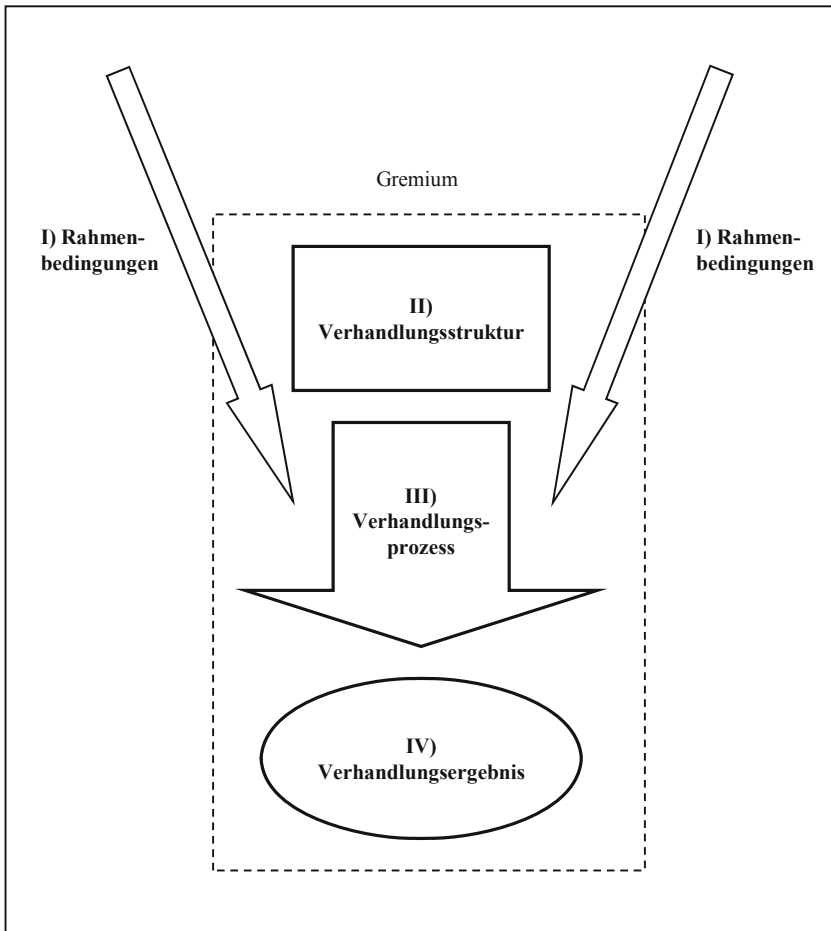 Gremium
I) Rahmen-
bedingungen
I) Rahmen-
bedingungen
II)
Verhandlungsstruktur
III)
Verhandlungs-
prozess
IV)
Verhandlungsergebnis